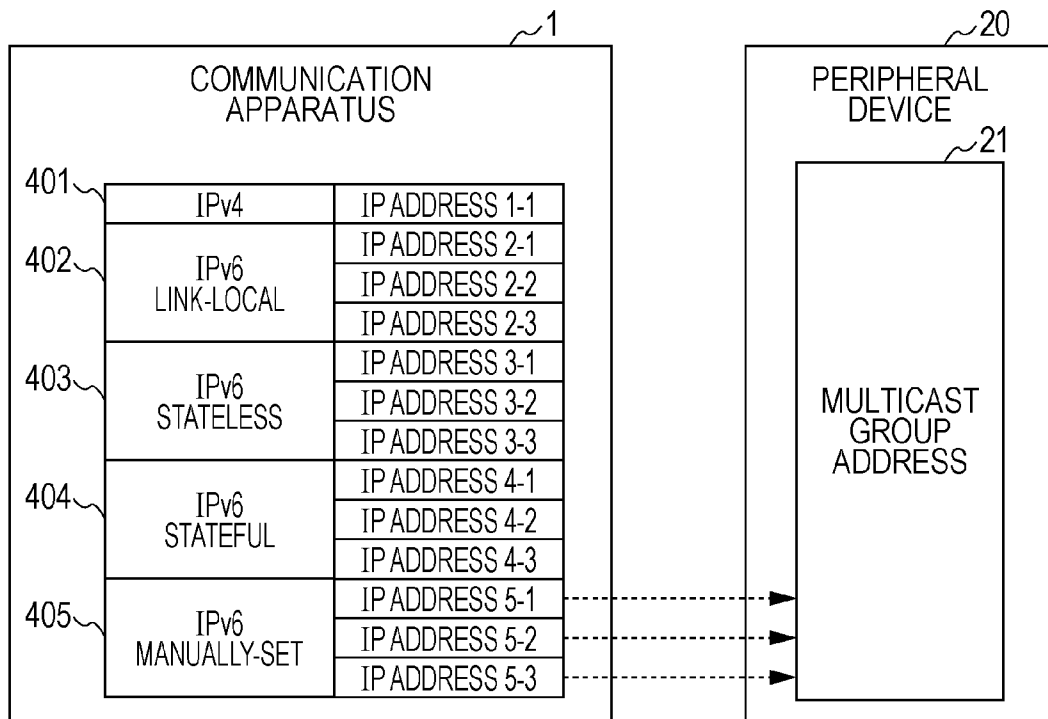 1
20
COMMUNICATION
APPARATUS
PERIPHERAL
DEVICE
21
401
IPv4
IP ADDRESS 1-1
402
IPv6
LINK-LOCAL
IP ADDRESS 2-1
IP ADDRESS 2-2
IP ADDRESS 2-3
403
IPv6
STATELESS
IP ADDRESS 3-1
IP ADDRESS 3-2
IP ADDRESS 3-3
404
IPv6
STATEFUL
IP ADDRESS 4-1
IP ADDRESS 4-2
IP ADDRESS 4-3
405
IPv6
MANUALLY-SET
IP ADDRESS 5-1
IP ADDRESS 5-2
IP ADDRESS 5-3
MULTICAST
GROUP
ADDRESS